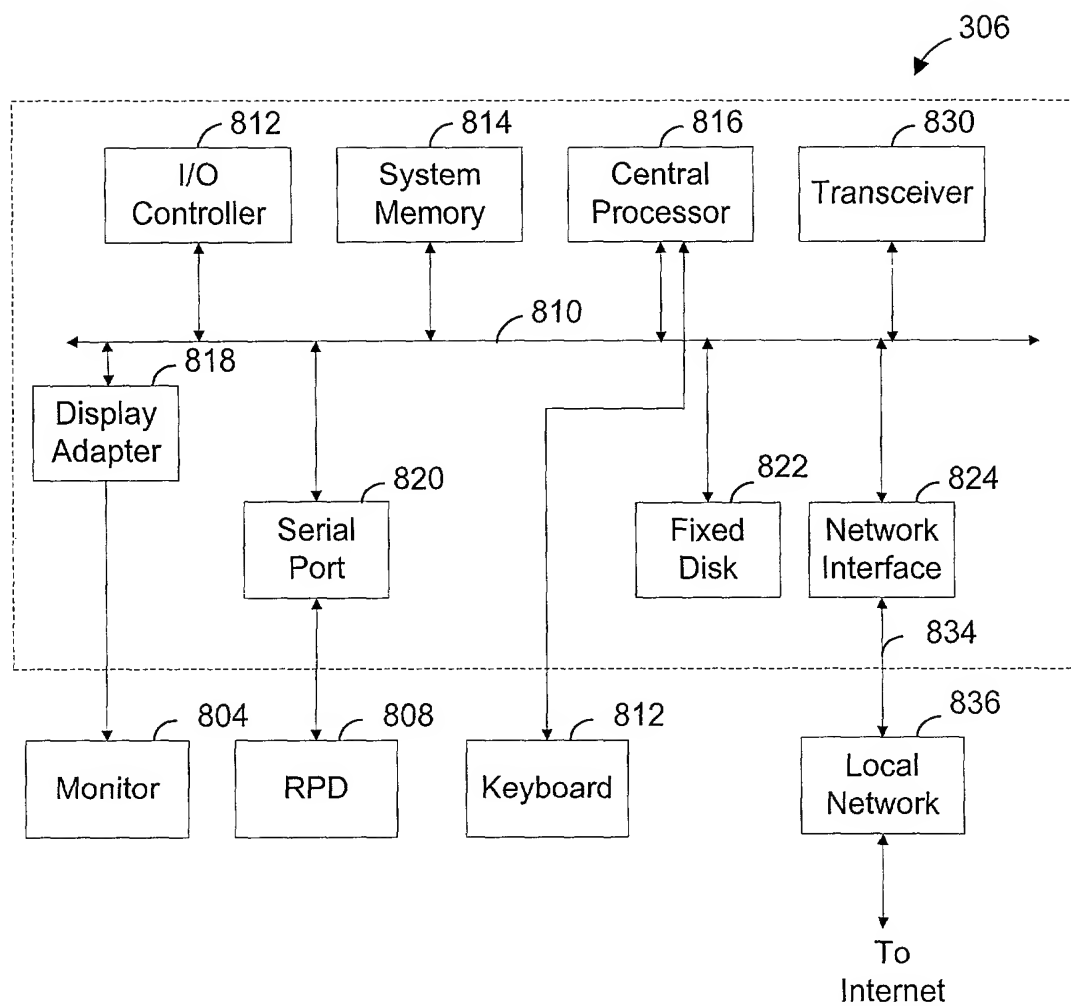 306
812
814
816
830
I/O
Controller
System
Memory
Central
Processor
Transceiver
810
818
Display
Adapter
820
822
824
Serial
Port
Fixed
Disk
Network
Interface
834
804
808
812
836
Monitor
RPD
Keyboard
Local
Network
To
Internet